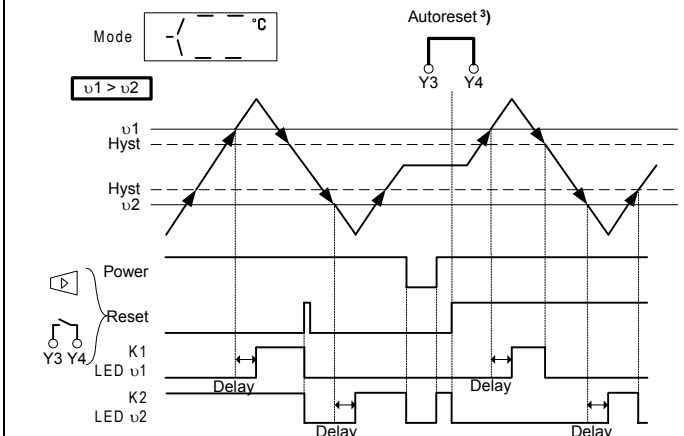 °C
Mode
Autoreset ³)
Y3 Y4
υ1 > υ2
υ1
Hyst
Hyst
υ2
Power
Reset
Y3 Y4
K1
LED υ1
Delay
Delay
K2
LED υ2
Delay
Delay